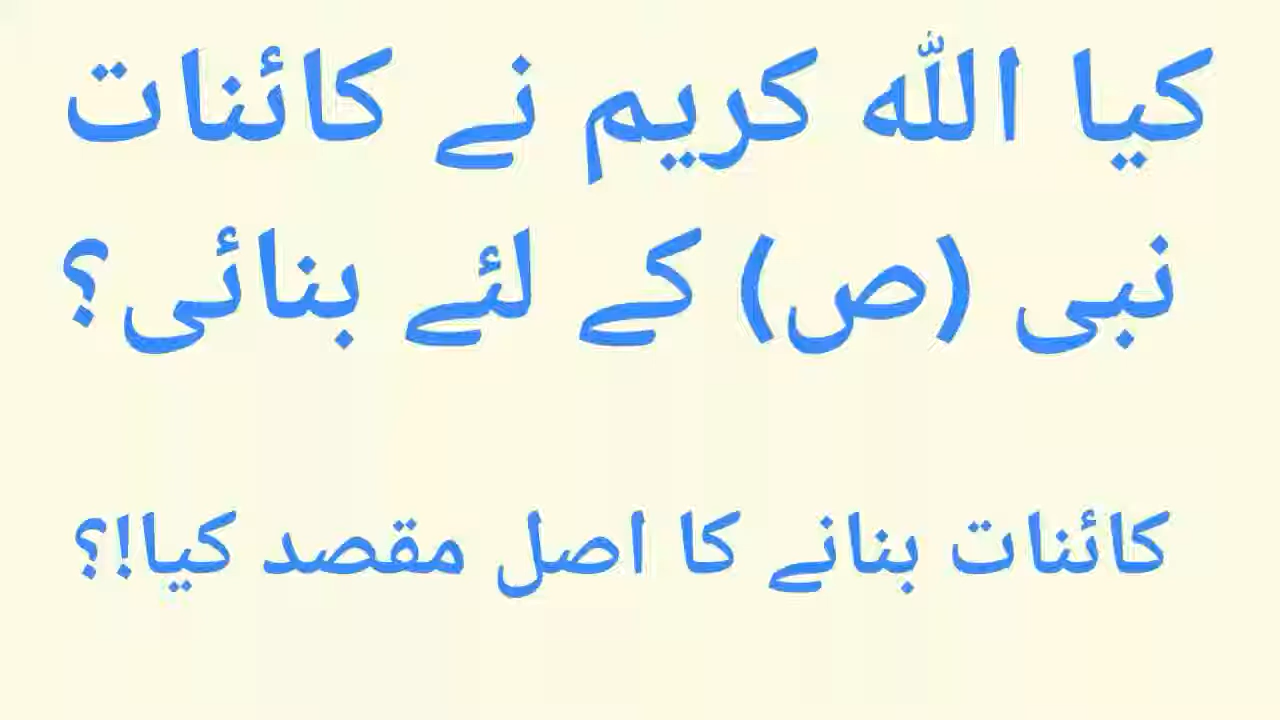 کیا اللہ کریم نے کائنات
نبی (ص) کے لئے بنائی؟
کائنات بنانے کا اصل مقصد کیا!؟